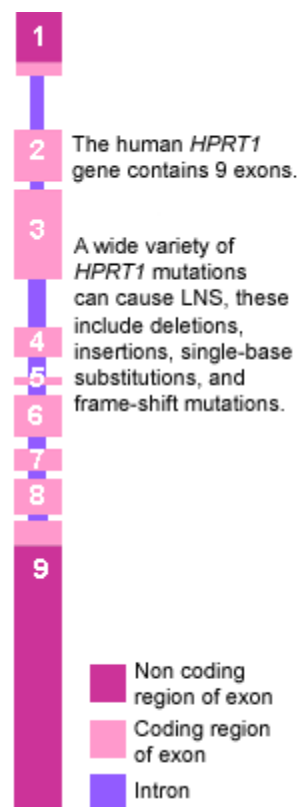 1
2
The human HPRT1
gene contains 9 exons.
3
A wide variety of
HPRT1 mutations
can cause LNS, these
include deletions,
insertions, single-base
substitutions, and
frame-shift mutations.
4
5
6
7
8
9
Non coding
region of exon
Coding region
of exon
Intron